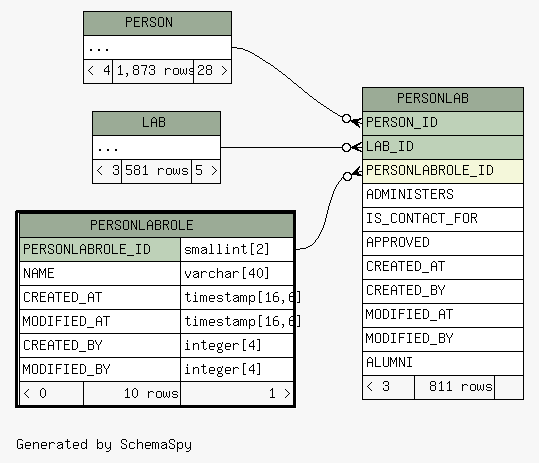 PERSON
...
< 4 1,873 rows 28 >
LAB
...
< 3 581 rows 5 >
PERSONLABROLE
PERSONLABROLE_ID smallint[2]
NAME varchar[40]
CREATED_AT timestamp[16,6]
MODIFIED_AT timestamp[16,6]
CREATED_BY integer[4]
MODIFIED_BY integer[4]
< 0 10 rows 1 >
PERSONLAB
PERSON_ID
LAB_ID
PERSONLABROLE_ID
ADMINISTERS
IS_CONTACT_FOR
APPROVED
CREATED_AT
CREATED_BY
MODIFIED_AT
MODIFIED_BY
ALUMNI
< 3 811 rows
Generated by SchemaSpy